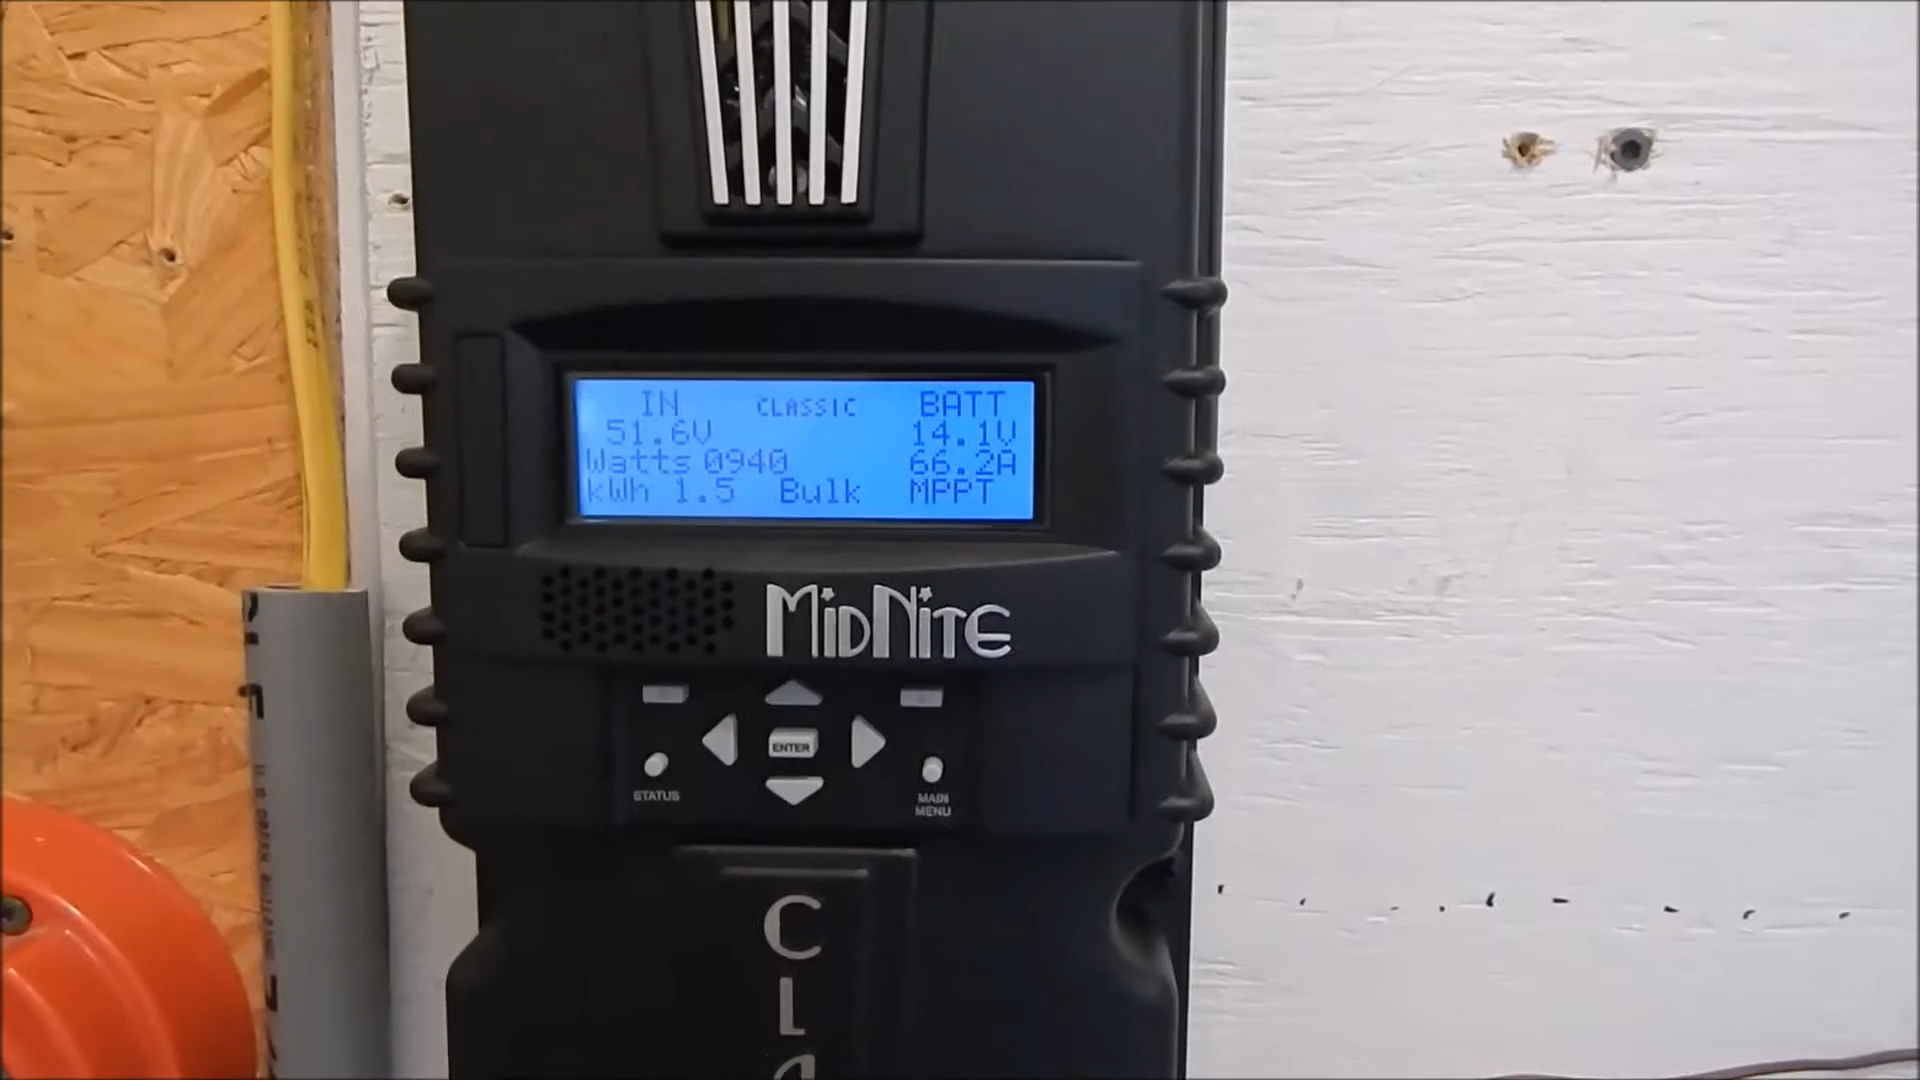 IN CLASSIC BATT
51.6V 14.1V
Watts 0940 66.2A
kWh 1.5 Bulk MPPT
MIDNITE
ENTER
STATUS
MAIN
MENU
CLA